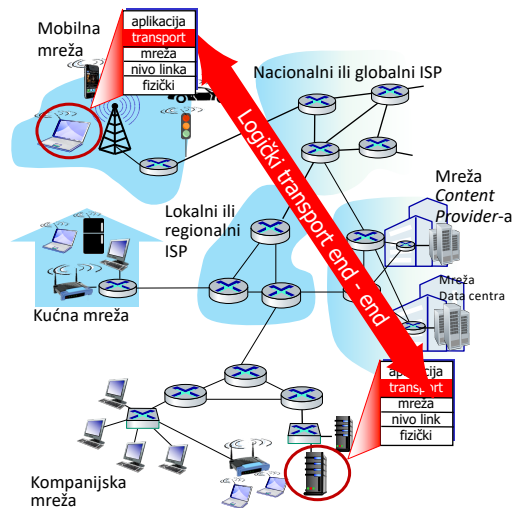 Mobilna
mreža
aplikacija
transport
mreža
nivo linka
fizički
Nacionalni ili globalni ISP
Logički transport end - end
Lokalni ili
regionalni
ISP
Mreža
Content
Provider-a
Mreža
Data centra
Kućna mreža
aplikacija
transport
mreža
nivo link
fizički
Kompanijska
mreža